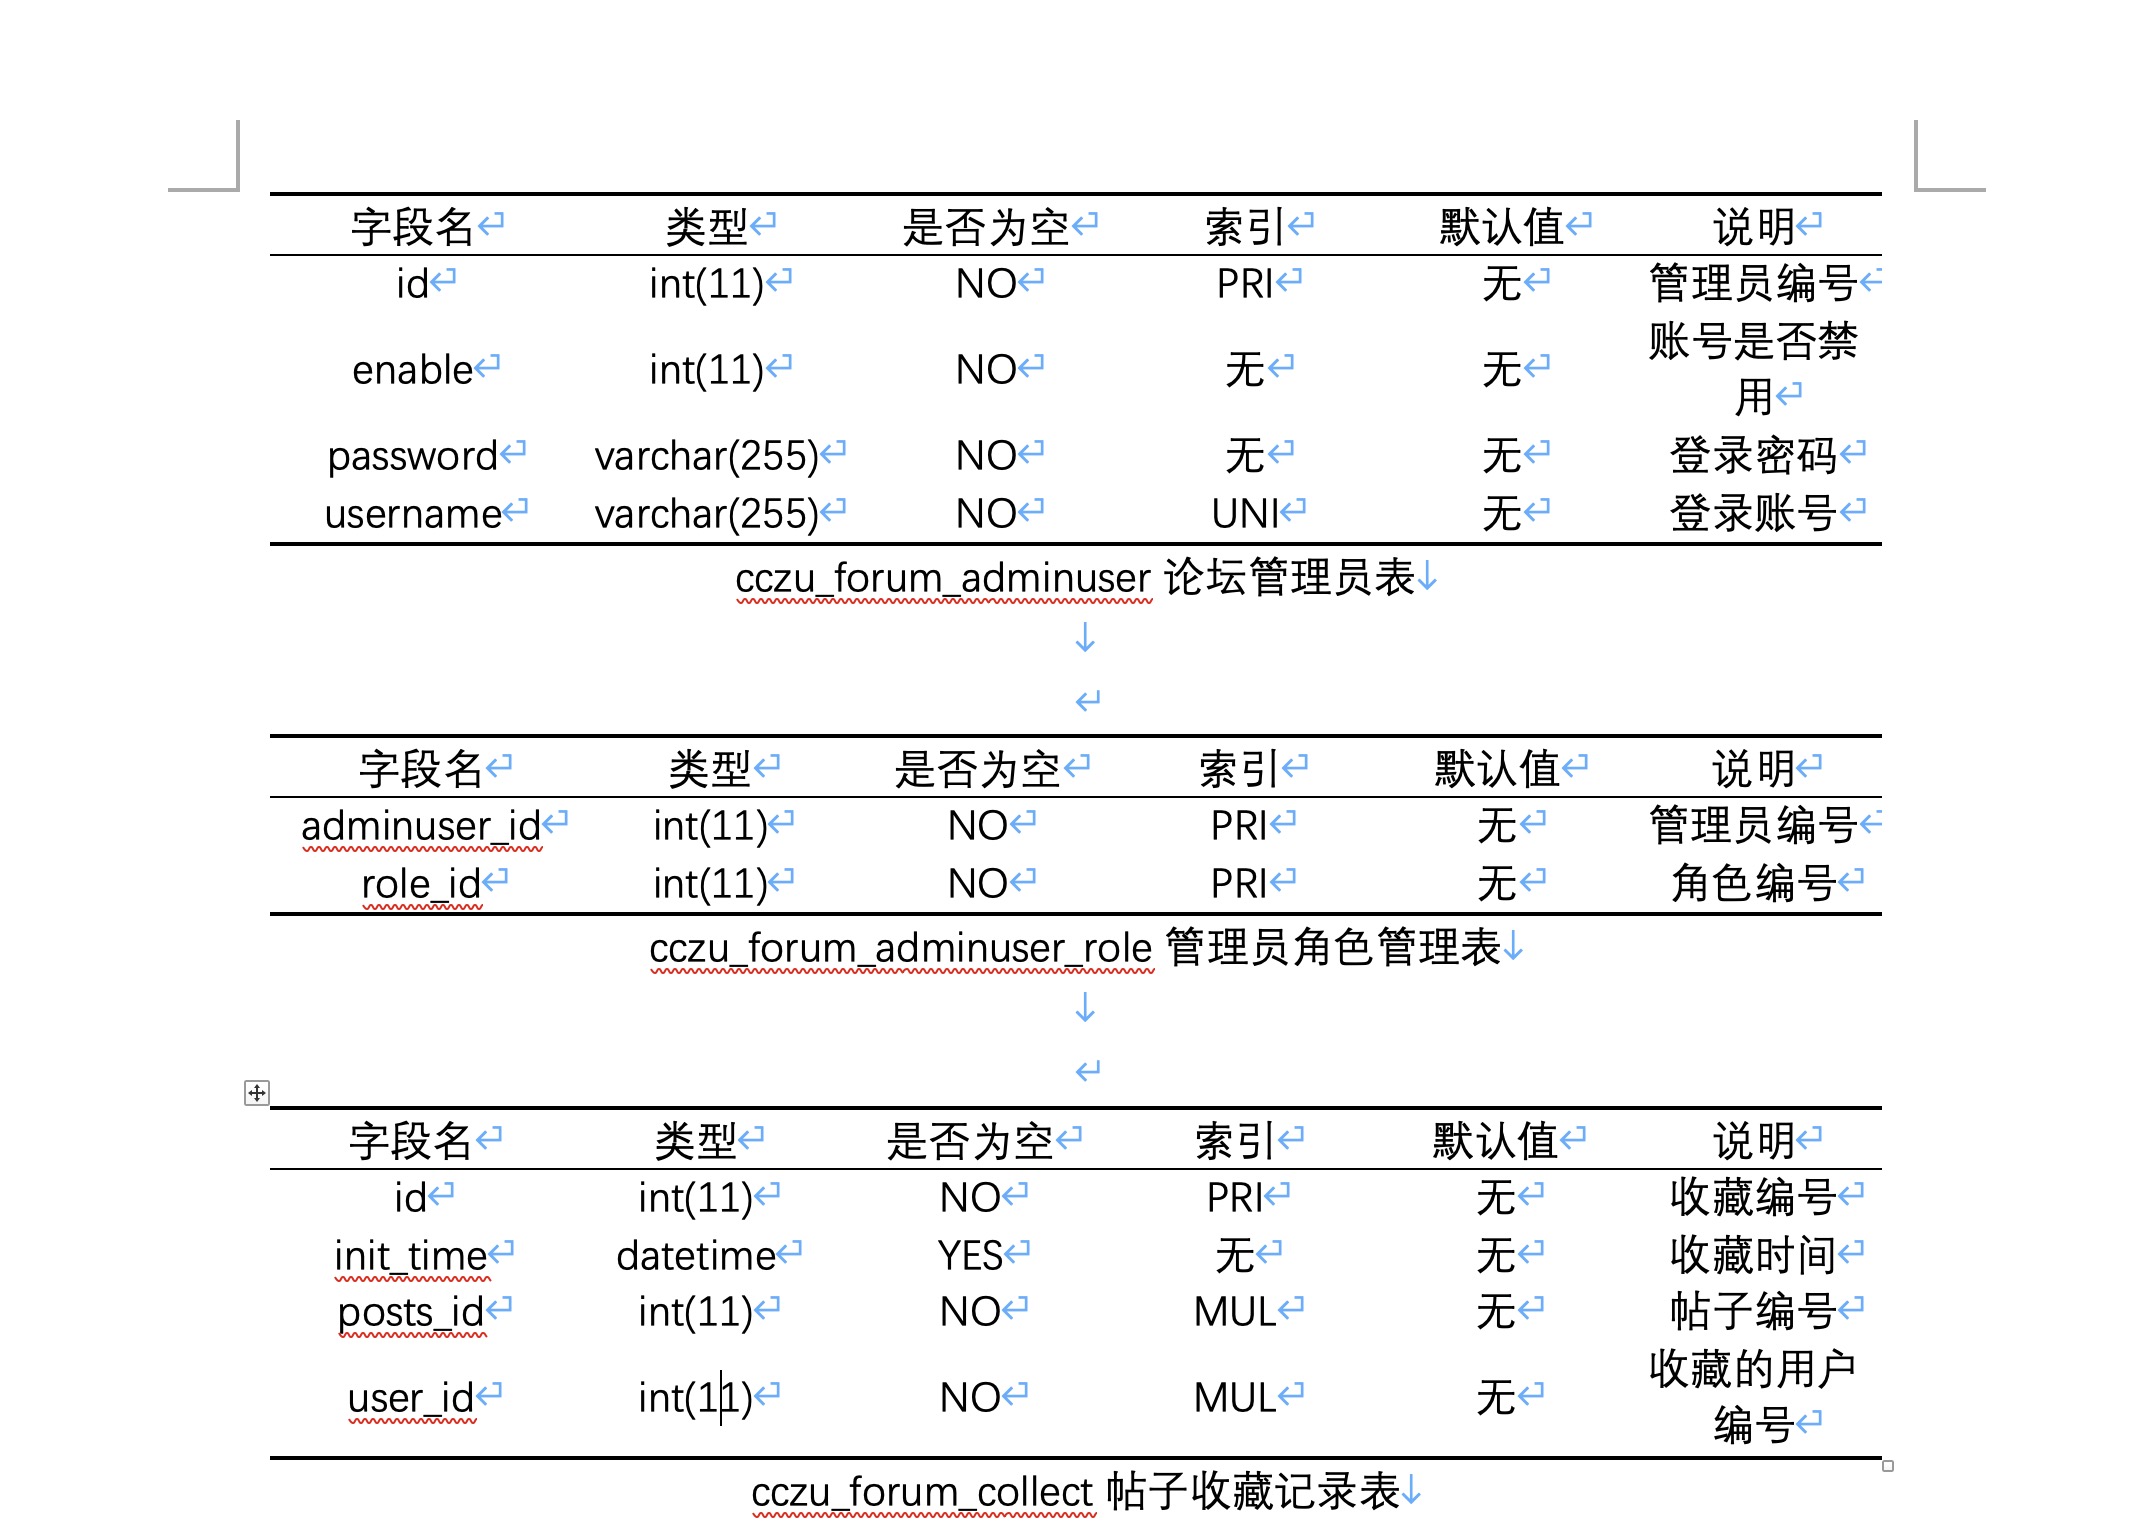 字段名 类型 是否为空 索引 默认值 说明
id int(11) NO PRI 无 管理员编号
enable int(11) NO 无 无 账号是否禁
用
password varchar(255) NO 无 无 登录密码
username varchar(255) NO UNI 无 登录账号
cczu_forum_adminuser 论坛管理员表
字段名 类型 是否为空 索引 默认值 说明
adminuser_id int(11) NO PRI 无 管理员编号
role_id int(11) NO PRI 无 角色编号
cczu_forum_adminuser_role 管理员角色管理表
字段名 类型 是否为空 索引 默认值 说明
id int(11) NO PRI 无 收藏编号
init_time datetime YES 无 无 收藏时间
posts_id int(11) NO MUL 无 帖子编号
user_id int(11) NO MUL 无 收藏的用户
编号
cczu_forum_collect 帖子收藏记录表